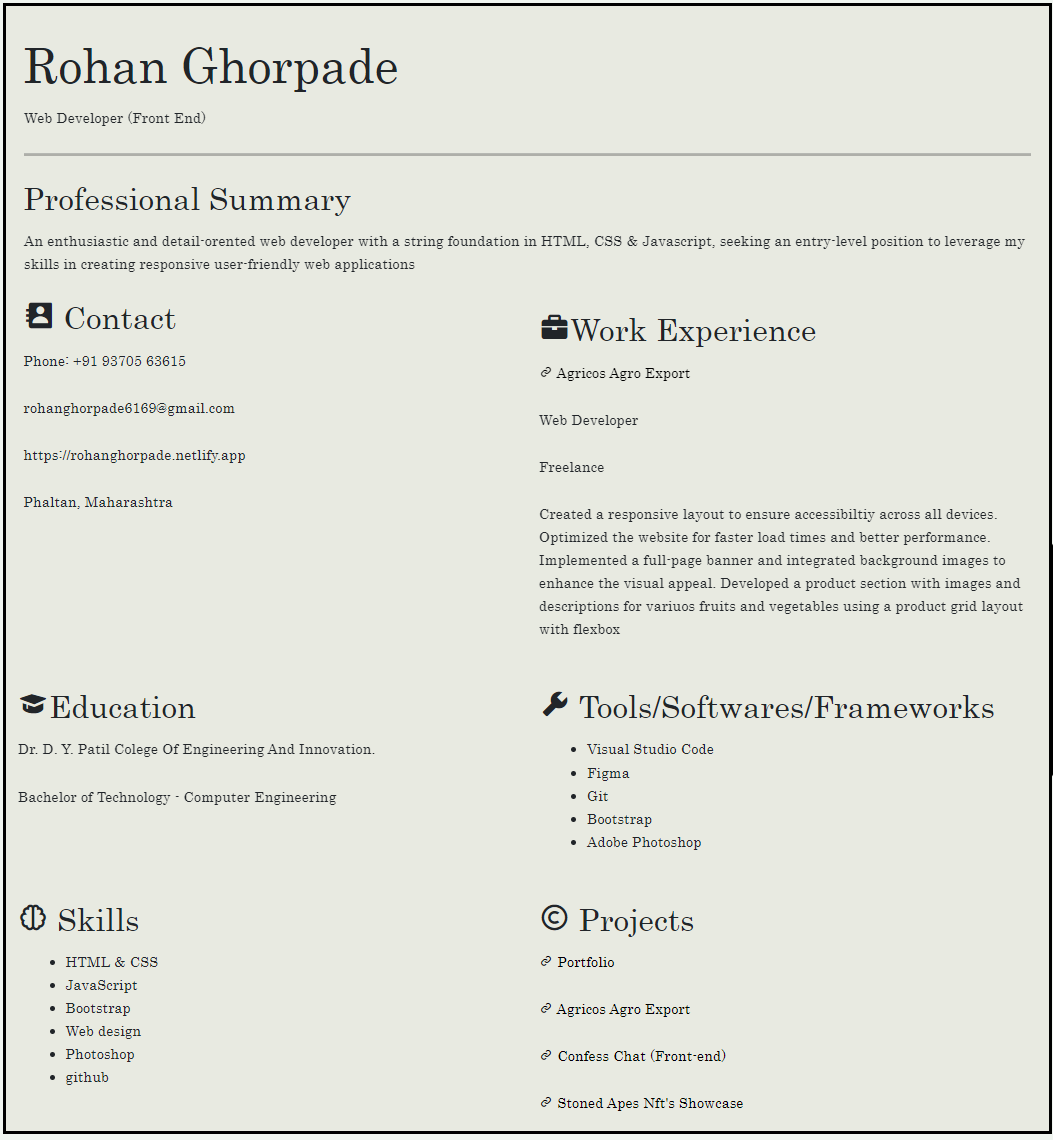 Rohan Ghorpade
Web Developer (Front End)
Professional Summary
An enthusiastic and detail-orented web developer with a string foundation in HTML, CSS & Javascript, seeking an entry-level position to leverage my
skills in creating responsive user-friendly web applications
Contact
Phone: +91 93705 63615
rohanghorpade6169@gmail.com
https://rohanghorpade.netlify.app
Phaltan, Maharashtra
Work Experience
Agricos Agro Export
Web Developer
Freelance
Created a responsive layout to ensure accessibiltiy across all devices.
Optimized the website for faster load times and better performance.
Implemented a full-page banner and integrated background images to
enhance the visual appeal. Developed a product section with images and
descriptions for variuos fruits and vegetables using a product grid layout
with flexbox
Education
Dr. D. Y. Patil Colege Of Engineering And Innovation.
Bachelor of Technology - Computer Engineering
Tools/Softwares/Frameworks
Visual Studio Code
Figma
Git
Bootstrap
Adobe Photoshop
Skills
HTML & CSS
JavaScript
Bootstrap
Web design
Photoshop
github
Projects
Portfolio
Agricos Agro Export
Confess Chat (Front-end)
Stoned Apes Nft's Showcase